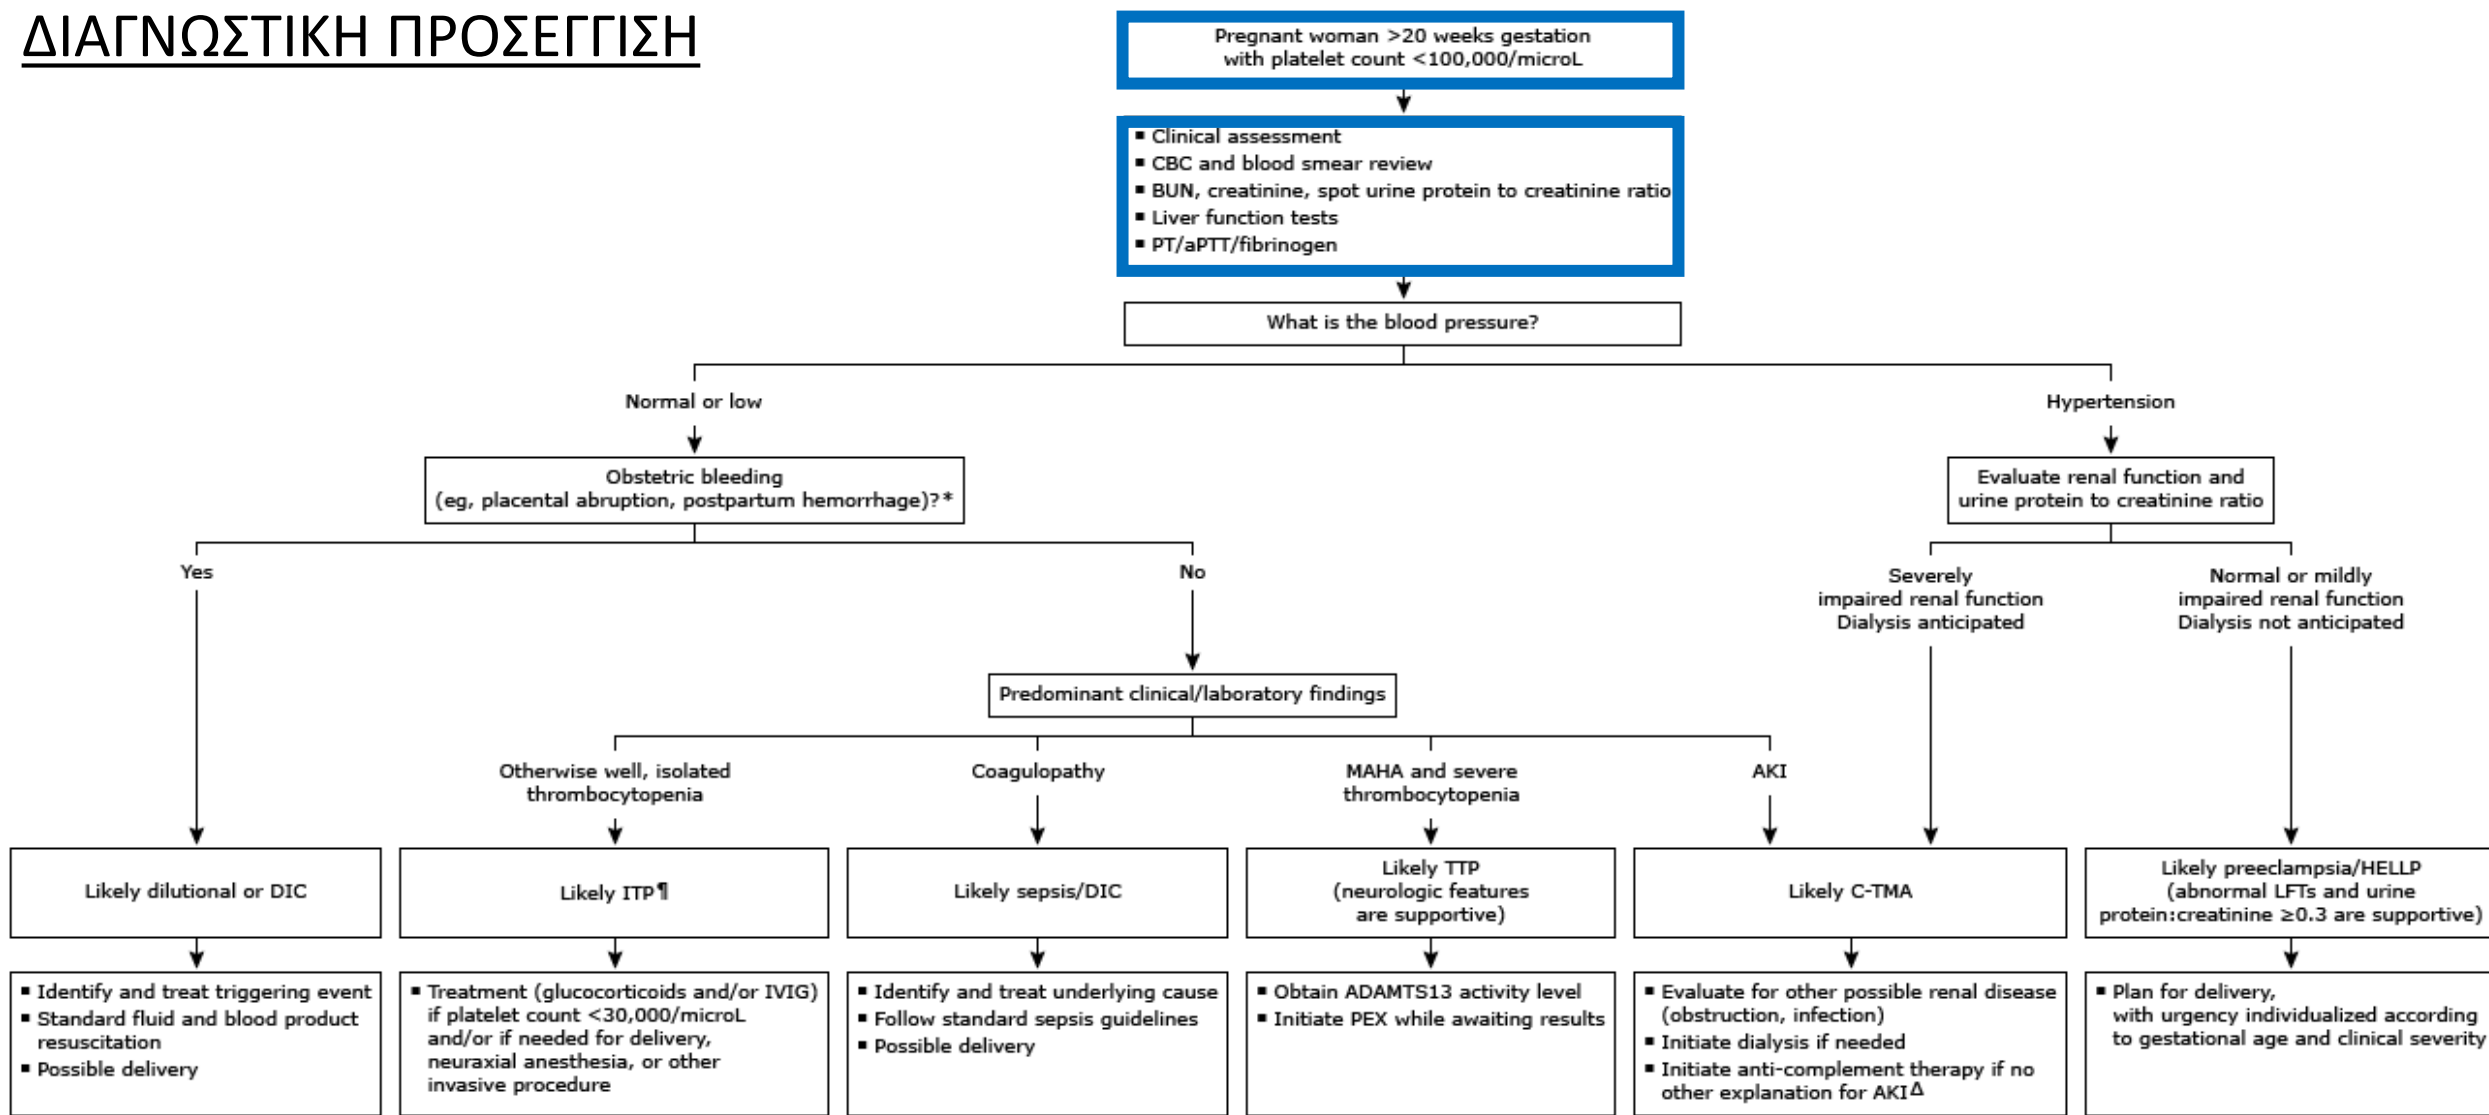 ΔΙΑΓΝΩΣΤΙΚΗ ΠΡΟΣΕΓΓΙΣΗ
Pregnant woman >20 weeks gestation
with platelet count <100,000/microL
▪ Clinical assessment
▪ CBC and blood smear review
▪ BUN, creatinine, spot urine protein to creatinine ratio
▪ Liver function tests
▪ PT/aPTT/fibrinogen
What is the blood pressure?
Normal or low
Hypertension
Obstetric bleeding
(eg, placental abruption, postpartum hemorrhage)?*
Evaluate renal function and
urine protein to creatinine ratio
Yes
No
Severely
impaired renal function
Dialysis anticipated
Normal or mildly
impaired renal function
Dialysis not anticipated
Predominant clinical/laboratory findings
Otherwise well, isolated
thrombocytopenia
Coagulopathy
MAHA and severe
thrombocytopenia
AKI
Likely dilutional or DIC
Likely ITP¶
Likely sepsis/DIC
Likely TTP
(neurologic features
are supportive)
Likely C-TMA
Likely preeclampsia/HELLP
(abnormal LFTs and urine
protein:creatinine ≥0.3 are supportive)
▪ Identify and treat triggering event
▪ Standard fluid and blood product
resuscitation
▪ Possible delivery
▪ Treatment (glucocorticoids and/or IVIG)
if platelet count <30,000/microL
and/or if needed for delivery,
neuraxial anesthesia, or other
invasive procedure
▪ Identify and treat underlying cause
▪ Follow standard sepsis guidelines
▪ Possible delivery
▪ Obtain ADAMTS13 activity level
▪ Initiate PEX while awaiting results
▪ Evaluate for other possible renal disease
(obstruction, infection)
▪ Initiate dialysis if needed
▪ Initiate anti-complement therapy if no
other explanation for AKIΔ
▪ Plan for delivery,
with urgency individualized according
to gestational age and clinical severity